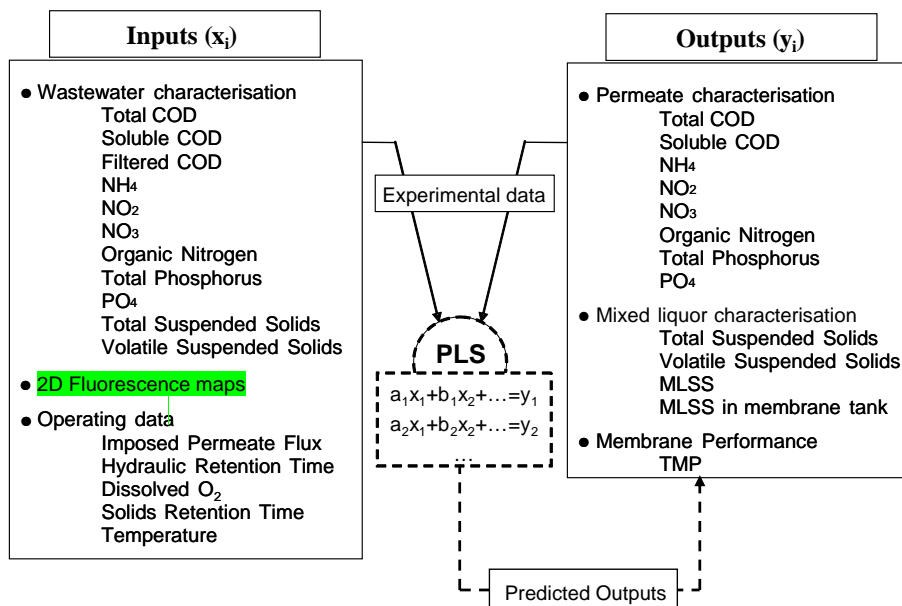 Inputs (xᵢ)
● Wastewater characterisation
Total COD
Soluble COD
Filtered COD
NH₄
NO₂
NO₃
Organic Nitrogen
Total Phosphorus
PO₄
Total Suspended Solids
Volatile Suspended Solids
● 2D Fluorescence maps
● Operating data
Imposed Permeate Flux
Hydraulic Retention Time
Dissolved O₂
Solids Retention Time
Temperature
Experimental data
PLS
a₁x₁+b₁x₂+…=y₁
a₂x₁+b₂x₂+…=y₂
…
Outputs (yᵢ)
● Permeate characterisation
Total COD
Soluble COD
NH₄
NO₂
NO₃
Organic Nitrogen
Total Phosphorus
PO₄
● Mixed liquor characterisation
Total Suspended Solids
Volatile Suspended Solids
MLSS
MLSS in membrane tank
● Membrane Performance
TMP
Predicted Outputs